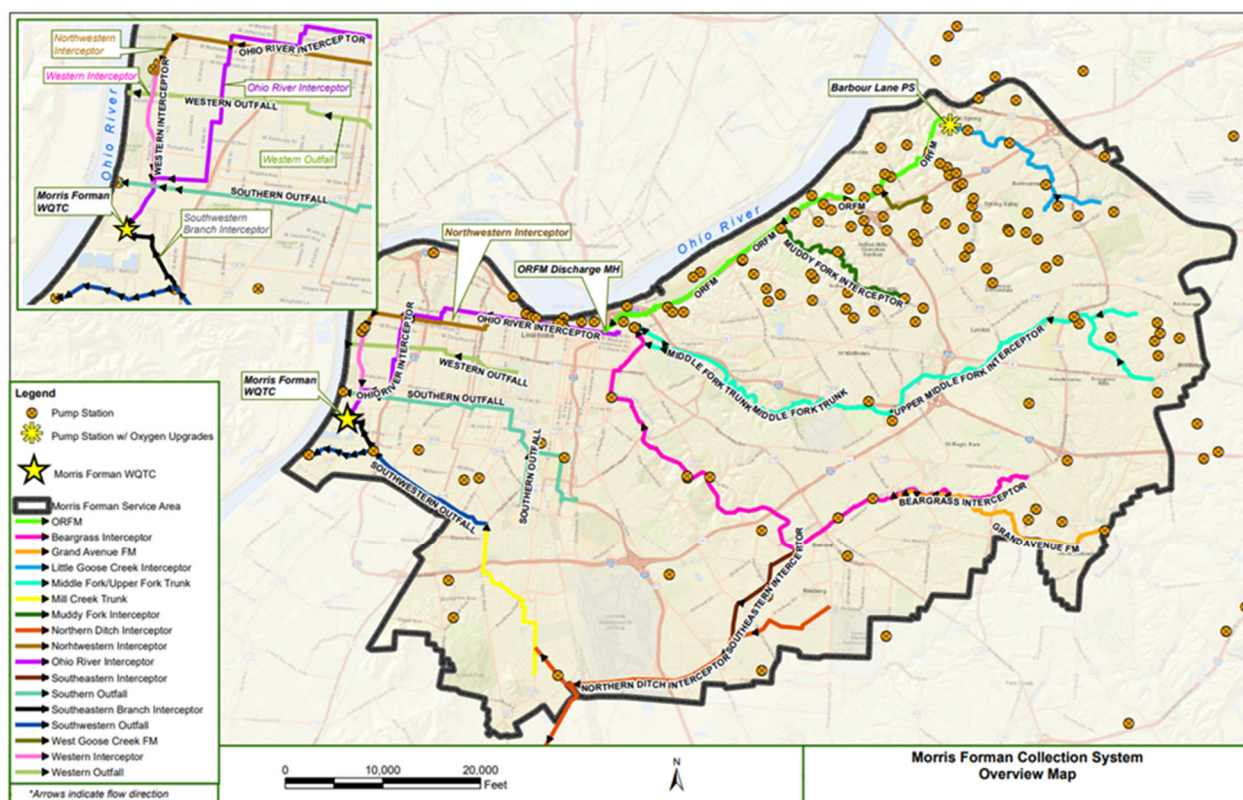 Northwestern
Interceptor
OHIO RIVER INTERCEPTOR
Western Interceptor
Ohio River Interceptor
WESTERN INTERCEPTOR
WESTERN OUTFALL
Ohio River
Western Outfall
Morris Forman
WQTC
SOUTHERN OUTFALL
Southwestern
Branch Interceptor
Barbour Lane PS
ORFM
ORFM
Ohio River
ORFM
MUDDY FORK INTERCEPTOR
ORFM
Northwestern Interceptor
ORFM Discharge MH
OHIO RIVER INTERCEPTOR
OHIO RIVER INTERCEPTOR
WESTERN OUTFALL
MIDDLE FORK TRUNK
MIDDLE FORK TRUNK
UPPER MIDDLE FORK INTERCEPTOR
Morris Forman
WQTC
SOUTHERN OUTFALL
SOUTHERN OUTFALL
SOUTHWESTERN OUTFALL
BEARGRASS INTERCEPTOR
GRAND AVENUE FM
SOUTHEASTERN INTERCEPTOR
NORTHERN DITCH INTERCEPTOR
Legend
Pump Station
Pump Station w/ Oxygen Upgrades
Morris Forman WQTC
Morris Forman Service Area
ORFM
Beargrass Interceptor
Grand Avenue FM
Little Goose Creek Interceptor
Middle Fork/Upper Fork Trunk
Mill Creek Trunk
Muddy Fork Interceptor
Northern Ditch Interceptor
Norhtwestern Interceptor
Ohio River Interceptor
Southeastern Interceptor
Southern Outfall
Southeastern Branch Interceptor
Southwestern Outfall
West Goose Creek FM
Western Interceptor
Western Outfall
*Arrows indicate flow direction
0 10,000 20,000
Feet
N
Morris Forman Collection System
Overview Map